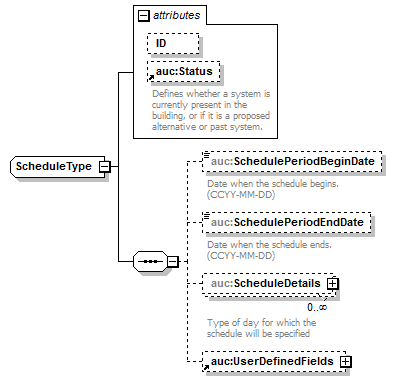 attributes
ID
auc:Status
Defines whether a system is
currently present in the
building, or if it is a proposed
alternative or past system.
ScheduleType
auc:SchedulePeriodBeginDate
Date when the schedule begins.
(CCYY-MM-DD)
auc:SchedulePeriodEndDate
Date when the schedule ends.
(CCYY-MM-DD)
auc:ScheduleDetails
0..∞
Type of day for which the
schedule will be specified
auc:UserDefinedFields